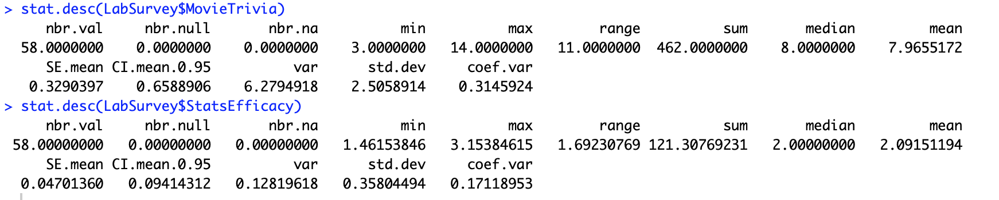 > stat.desc(LabSurvey$MovieTrivia)
nbr.val nbr.null nbr.na min max range sum median mean
58.0000000 0.0000000 0.0000000 3.0000000 14.0000000 11.0000000 462.0000000 8.0000000 7.9655172
SE.mean CI.mean.0.95 var std.dev coef.var
0.3290397 0.6588906 6.2794918 2.5058914 0.3145924
> stat.desc(LabSurvey$StatsEfficacy)
nbr.val nbr.null nbr.na min max range sum median mean
58.00000000 0.00000000 0.00000000 1.46153846 3.15384615 1.69230769 121.30769231 2.00000000 2.09151194
SE.mean CI.mean.0.95 var std.dev coef.var
0.04701360 0.09414312 0.12819618 0.35804494 0.17118953